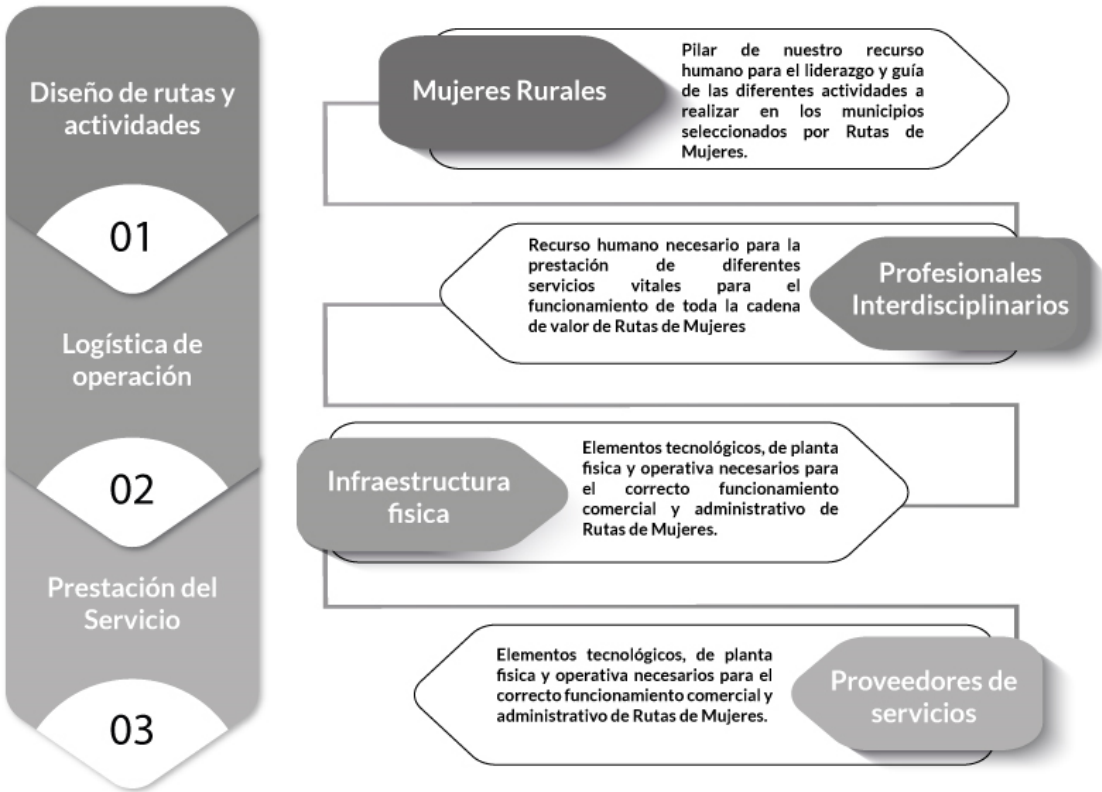 Diseño de rutas y
actividades
01
Logística de
operación
02
Prestación del
Servicio
03
Mujeres Rurales
Pilar de nuestro recurso
humano para el liderazgo y guía
de las diferentes actividades a
realizar en los municipios
seleccionados por Rutas de
Mujeres.
Recurso humano necesario para la
prestación de diferentes
servicios vitales para el
funcionamiento de toda la cadena
de valor de Rutas de Mujeres
Profesionales
Interdisciplinarios
Infraestructura
fisica
Elementos tecnológicos, de planta
fisica y operativa necesarios para
el correcto funcionamiento
comercial y administrativo de
Rutas de Mujeres.
Elementos tecnológicos, de planta
fisica y operativa necesarios para el
correcto funcionamiento comercial y
administrativo de Rutas de Mujeres.
Proveedores de
servicios